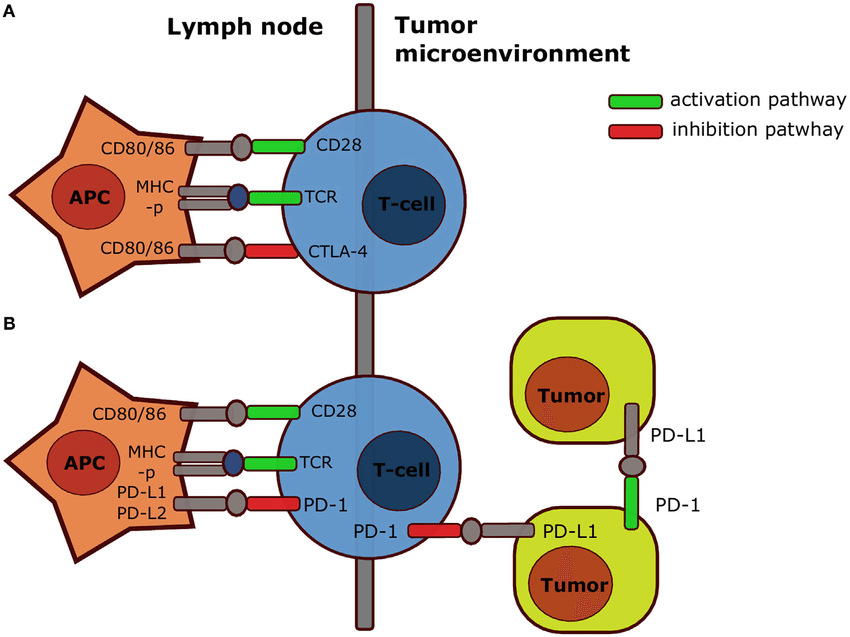 A
Lymph node
Tumor
microenvironment
activation pathway
inhibition patwhay
CD80/86
CD28
MHC
-p
TCR
APC
T-cell
CD80/86
CTLA-4
B
CD80/86
CD28
MHC
-p
TCR
APC
T-cell
PD-L1
PD-L2
PD-1
PD-1
PD-L1
Tumor
PD-L1
PD-1
Tumor